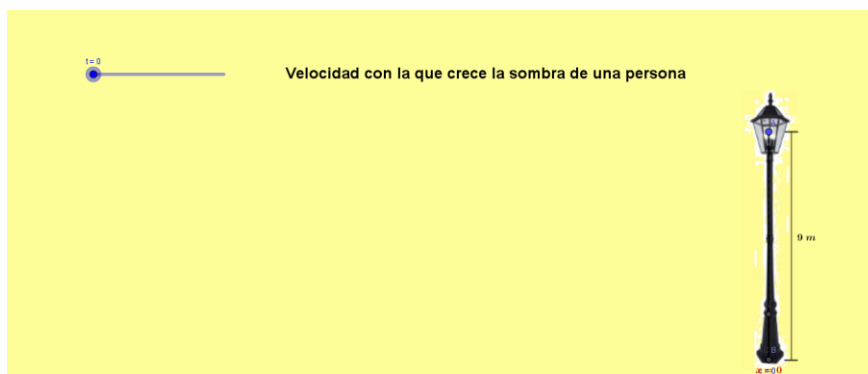 t = 0
Velocidad con la que crece la sombra de una persona
9 m
x = 0